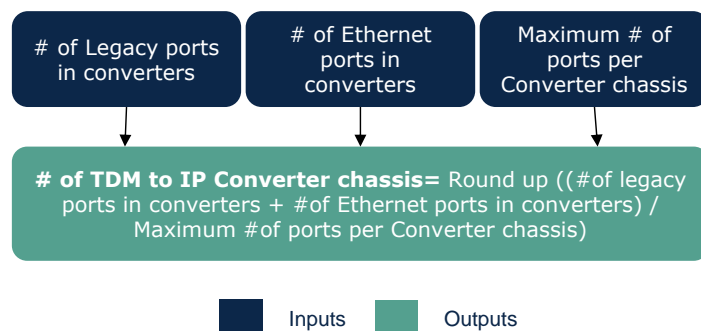 # of Legacy ports
in converters
# of Ethernet
ports in
converters
Maximum # of
ports per
Converter chassis
# of TDM to IP Converter chassis= Round up ((#of legacy
ports in converters + #of Ethernet ports in converters) /
Maximum #of ports per Converter chassis)
Inputs
Outputs